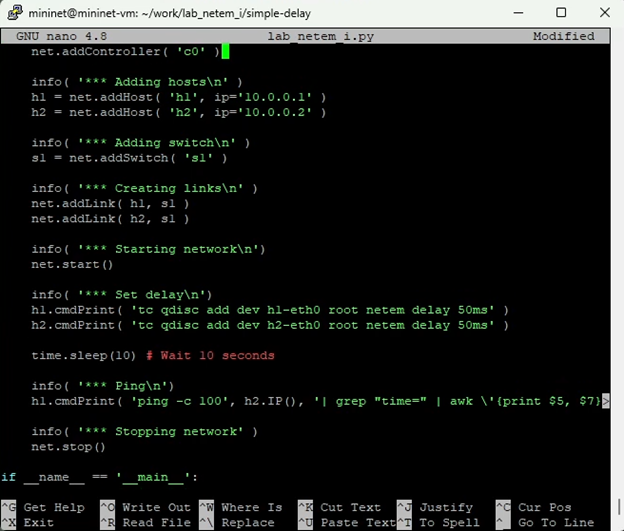 mininet@mininet-vm: ~/work/lab_netem_i/simple-delay
GNU nano 4.8 lab_netem_i.py Modified
net.addController( 'c0' )
info( '*** Adding hosts\n' )
h1 = net.addHost( 'h1', ip='10.0.0.1' )
h2 = net.addHost( 'h2', ip='10.0.0.2' )
info( '*** Adding switch\n' )
s1 = net.addSwitch( 's1' )
info( '*** Creating links\n' )
net.addLink( h1, s1 )
net.addLink( h2, s1 )
info( '*** Starting network\n')
net.start()
info( '*** Set delay\n')
h1.cmdPrint( 'tc qdisc add dev h1-eth0 root netem delay 50ms' )
h2.cmdPrint( 'tc qdisc add dev h2-eth0 root netem delay 50ms' )
time.sleep(10) # Wait 10 seconds
info( '*** Ping\n')
h1.cmdPrint( 'ping -c 100', h2.IP(), '| grep "time=" | awk \'{print $5, $7}>
info( '*** Stopping network' )
net.stop()
if __name__ == '__main__':
^G Get Help ^O Write Out ^W Where Is ^K Cut Text ^J Justify ^C Cur Pos
^X Exit ^R Read File ^\ Replace ^U Paste Text ^T To Spell ^_ Go To Line